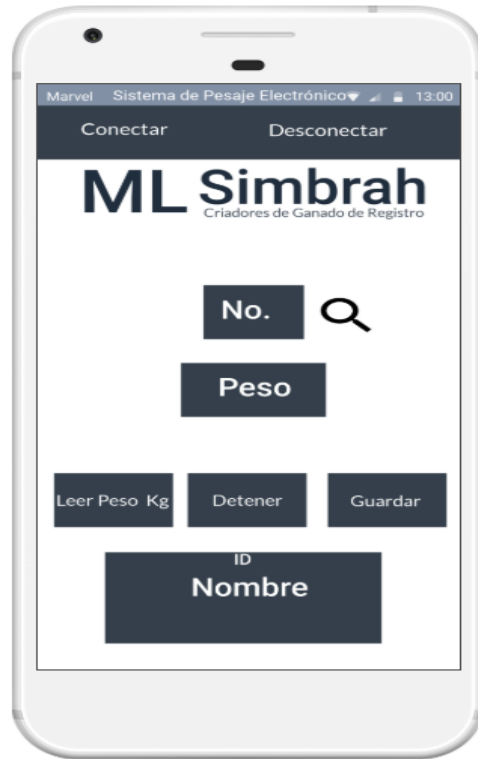 Marvel Sistema de Pesaje Electrónico 13:00
Conectar Desconectar
ML Simbrah
Criadores de Ganado de Registro
No.
Peso
Leer Peso Kg Detener Guardar
ID
Nombre